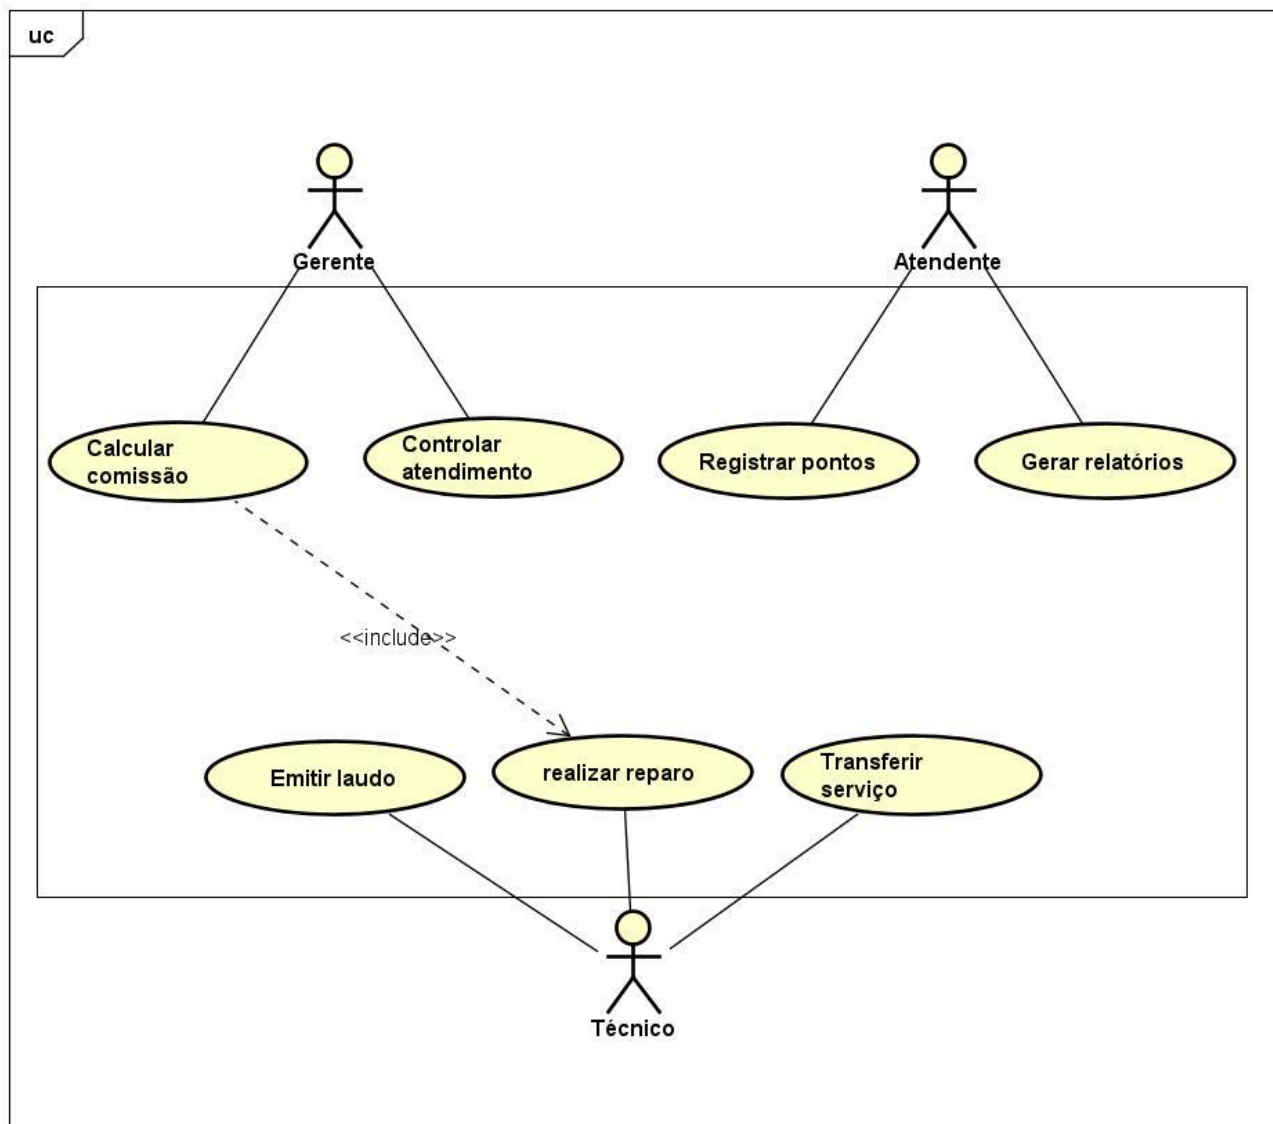 uc
Gerente
Atendente
Calcular
comissão
Controlar
atendimento
Registrar pontos
Gerar relatórios
<<include>>
Emitir laudo
realizar reparo
Transferir
serviço
Técnico